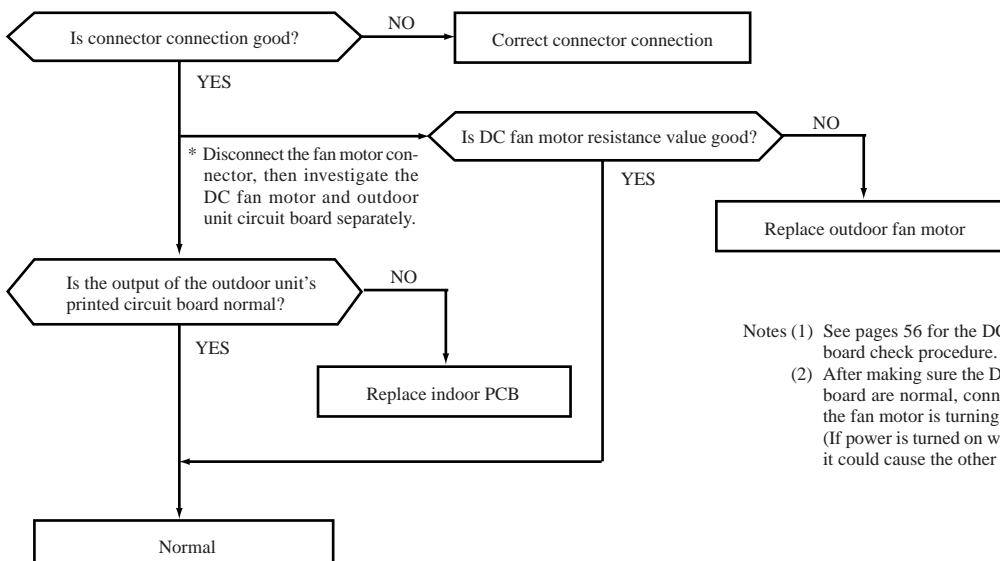 Is connector connection good?
NO
Correct connector connection
YES
Is DC fan motor resistance value good?
NO
* Disconnect the fan motor con-
nector, then investigate the
DC fan motor and outdoor
unit circuit board separately.
YES
Replace outdoor fan motor
Is the output of the outdoor unit's
printed circuit board normal?
NO
YES
Replace indoor PCB
Notes (1) See pages 56 for the DC
board check procedure.
(2) After making sure the D
board are normal, conn
the fan motor is turning
(If power is turned on w
it could cause the other
Normal